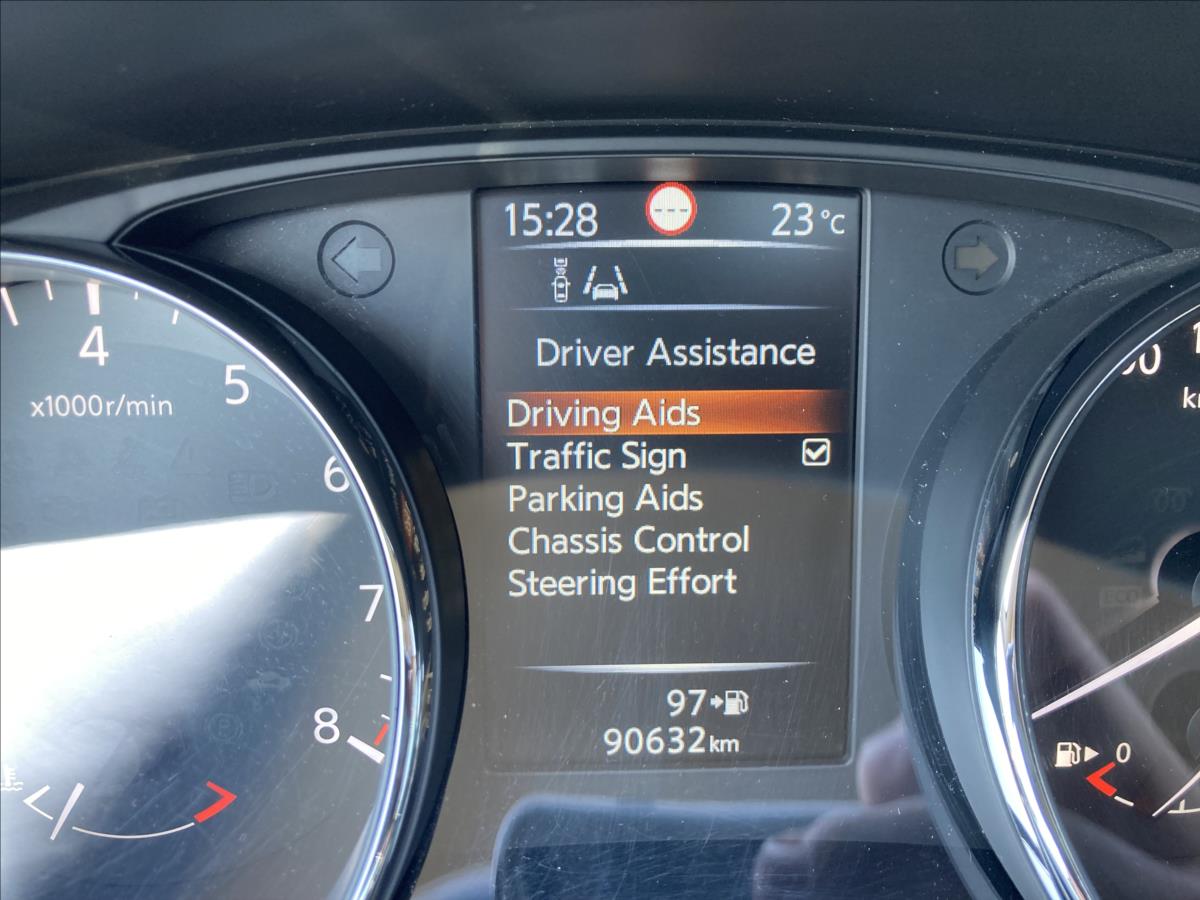 15:28 --- 23°C
Driver Assistance
Driving Aids
Traffic Sign
Parking Aids
Chassis Control
Steering Effort
97
90632km
4
x1000r/min
5
6
7
8
0